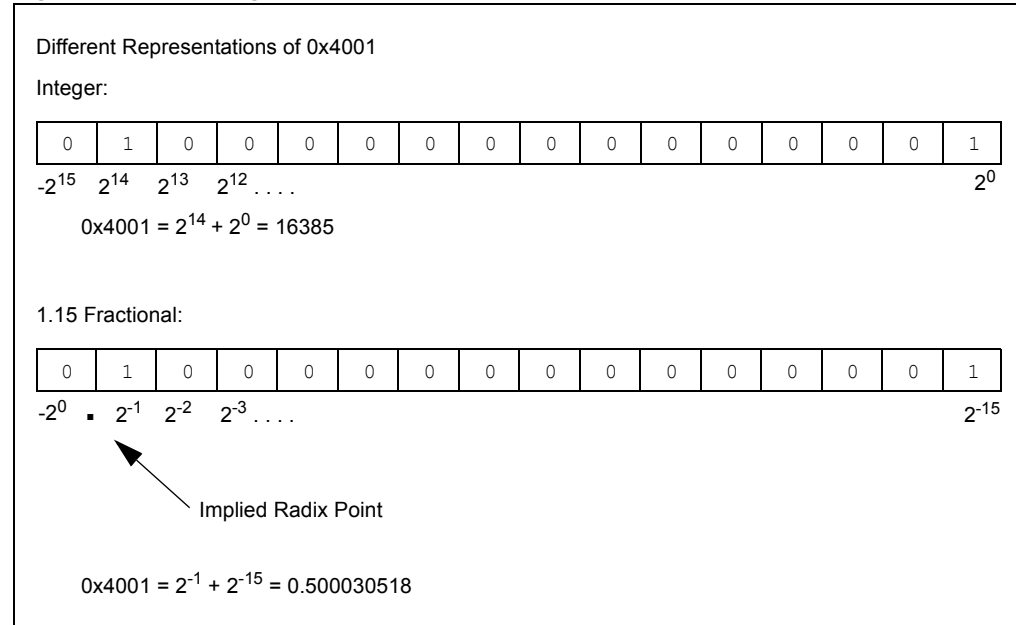 Different Representations of 0x4001
Integer:
0 1 0 0 0 0 0 0 0 0 0 0 0 0 0 1
-2^15 2^14 2^13 2^12 . . . . 2^0
0x4001 = 2^14 + 2^0 = 16385
1.15 Fractional:
0 1 0 0 0 0 0 0 0 0 0 0 0 0 0 1
-2^0 . 2^-1 2^-2 2^-3 . . . . 2^-15
Implied Radix Point
0x4001 = 2^-1 + 2^-15 = 0.500030518